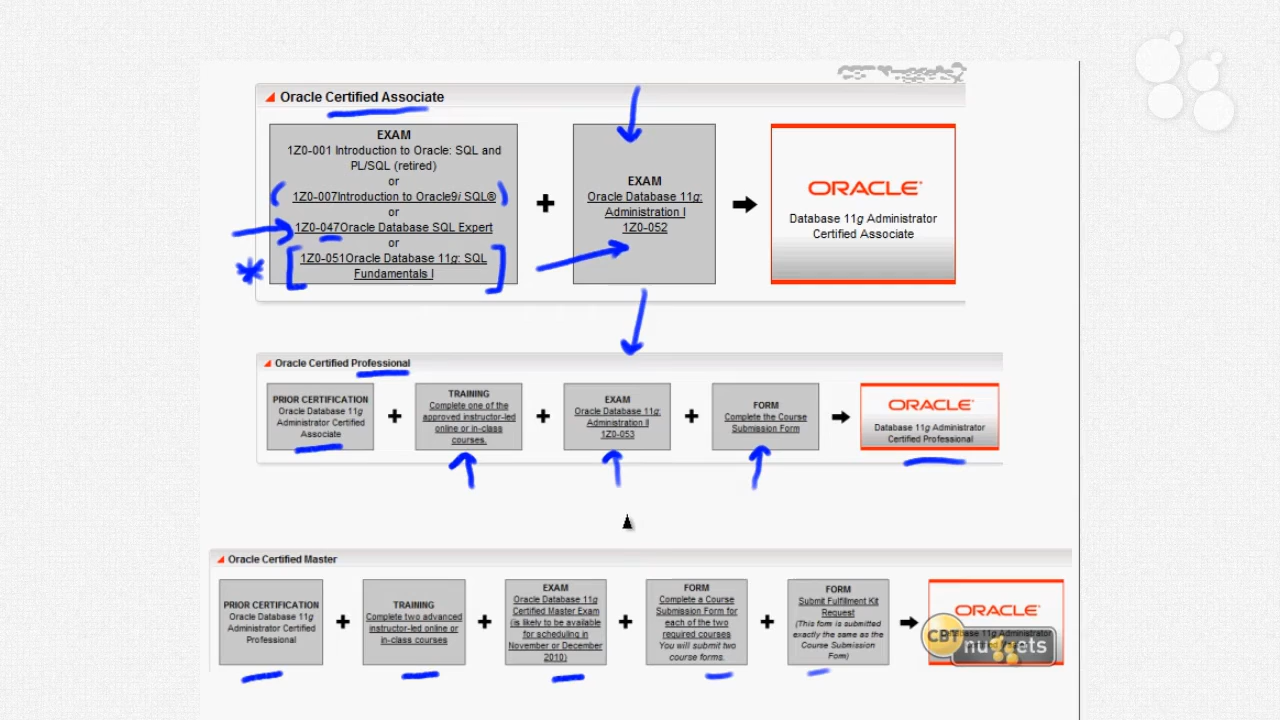 Oracle Certified Associate
EXAM
1Z0-001 Introduction to Oracle: SQL and
PL/SQL (retired)
or
1Z0-007Introduction to Oracle9i SQL®
or
1Z0-047Oracle Database SQL Expert
or
1Z0-051Oracle Database 11g: SQL
Fundamentals I
+
EXAM
Oracle Database 11g:
Administration I
1Z0-052
ORACLE
Database 11g Administrator
Certified Associate
Oracle Certified Professional
PRIOR CERTIFICATION
Oracle Database 11g
Administrator Certified
Associate
+
TRAINING
Complete one of the
approved instructor-led
online or in-class
courses.
+
EXAM
Oracle Database 11g:
Administration II
1Z0-053
+
FORM
Complete the Course
Submission Form
ORACLE
Database 11g Administrator
Certified Professional
Oracle Certified Master
PRIOR CERTIFICATION
Oracle Database 11g
Administrator Certified
Professional
+
TRAINING
Complete two advanced
instructor-led online or
in-class courses
+
EXAM
Oracle Database 11g
Certified Master Exam
(is likely to be available
for scheduling in
November or December
2010)
+
FORM
Complete a Course
Submission Form for
each of the two
required courses
You will submit two
course forms.
+
FORM
Submit Fulfillment Kit
Request
(This form is submitted
exactly the same as the
Course Submission
Form)
ORACLE
Database 11g Administrator
CBT nuggets